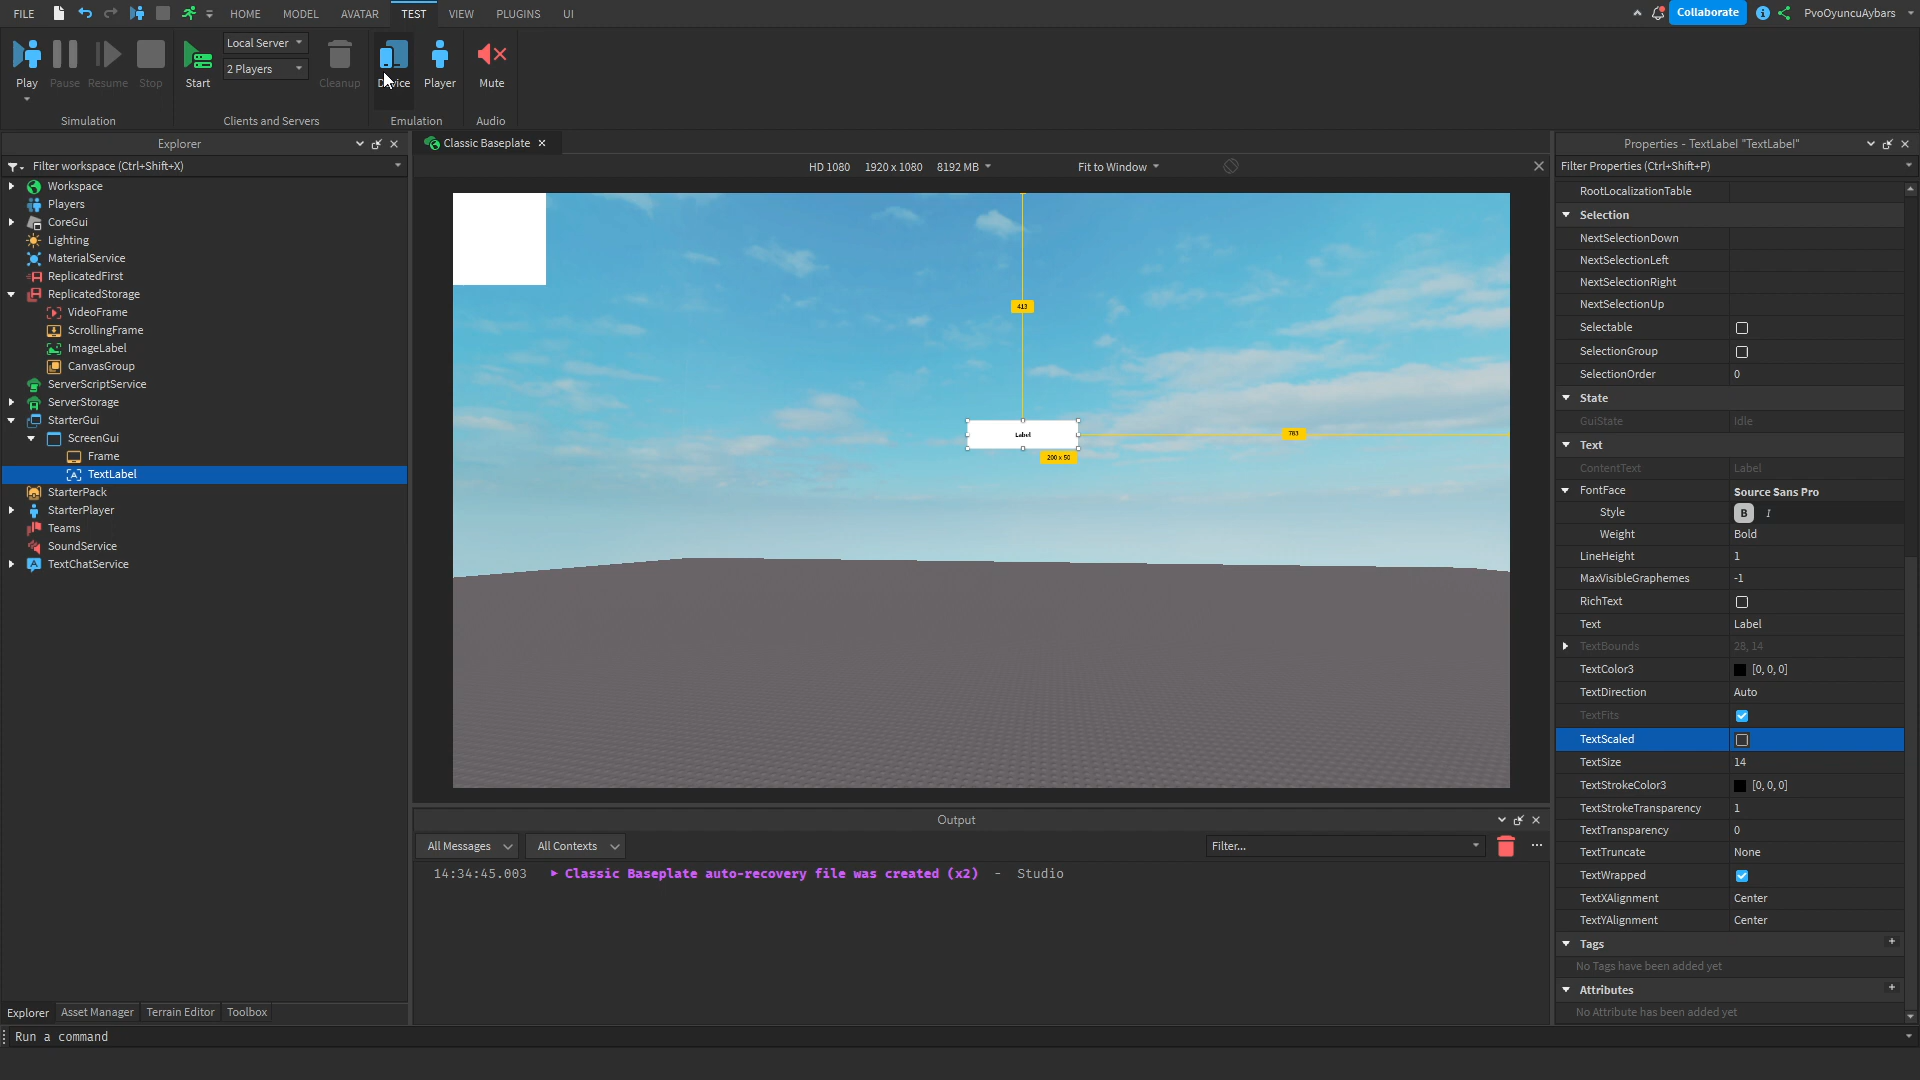 FILE HOME MODEL AVATAR TEST VIEW PLUGINS UI Collaborate PvoOyuncuAybars
Play Pause Resume Stop Start Local Server 2 Players Cleanup Device Player Mute
Simulation Clients and Servers Emulation Audio
Explorer
Filter workspace (Ctrl+Shift+X)
Workspace
Players
CoreGui
Lighting
MaterialService
ReplicatedFirst
ReplicatedStorage
VideoFrame
ScrollingFrame
ImageLabel
CanvasGroup
ServerScriptService
ServerStorage
StarterGui
ScreenGui
Frame
TextLabel
StarterPack
StarterPlayer
Teams
SoundService
TextChatService
Explorer Asset Manager Terrain Editor Toolbox
Run a command
Classic Baseplate
HD 1080 1920 x 1080 8192 MB Fit to Window
413
Label
783
200 x 50
Output
All Messages All Contexts Filter...
14:34:45.003 Classic Baseplate auto-recovery file was created (x2) - Studio
Properties - TextLabel "TextLabel"
Filter Properties (Ctrl+Shift+P)
RootLocalizationTable
Selection
NextSelectionDown
NextSelectionLeft
NextSelectionRight
NextSelectionUp
Selectable
SelectionGroup
SelectionOrder 0
State
GuiState Idle
Text
ContentText Label
FontFace Source Sans Pro
Style B I
Weight Bold
LineHeight 1
MaxVisibleGraphemes -1
RichText
Text Label
TextBounds 28, 14
TextColor3 [0, 0, 0]
TextDirection Auto
TextFits
TextScaled
TextSize 14
TextStrokeColor3 [0, 0, 0]
TextStrokeTransparency 1
TextTransparency 0
TextTruncate None
TextWrapped
TextXAlignment Center
TextYAlignment Center
Tags +
No Tags have been added yet
Attributes +
No Attribute has been added yet